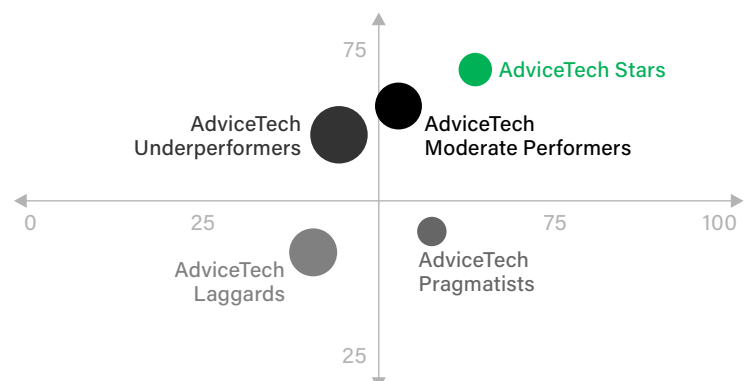 75
AdviceTech Stars
AdviceTech
Underperformers
AdviceTech
Moderate Performers
0
25
75
100
AdviceTech
Laggards
AdviceTech
Pragmatists
25